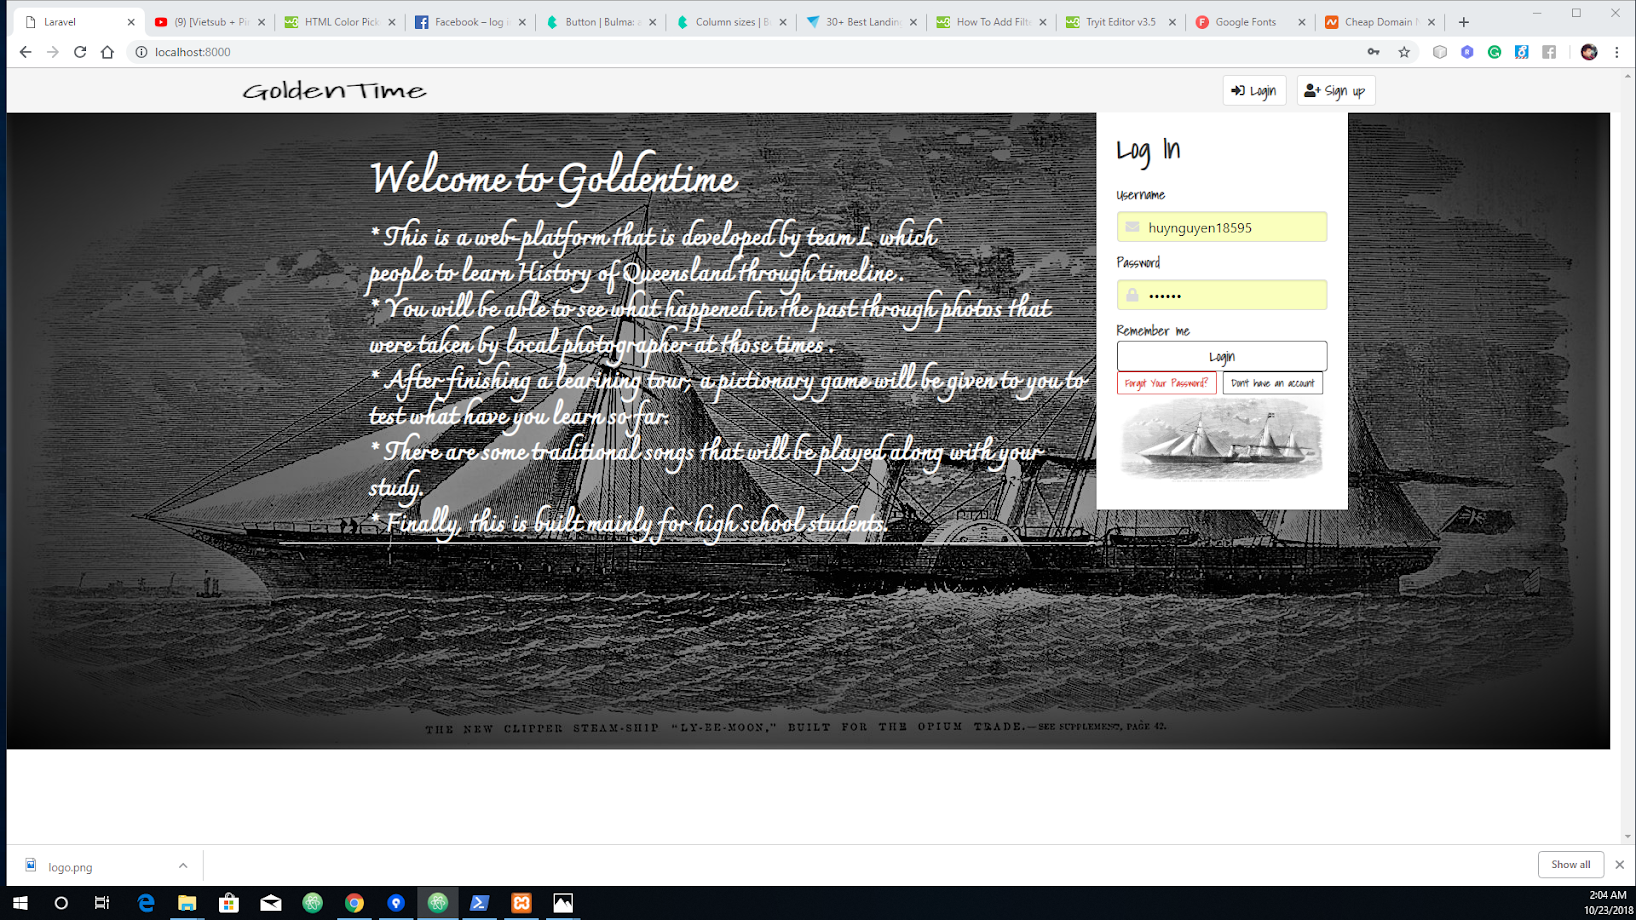 Laravel
(9) [Vietsub + Pi
HTML Color Pick
Facebook – log i
Button | Bulma: a
Column sizes | B
30+ Best Landing
How To Add Filte
Tryit Editor v3.5
Google Fonts
Cheap Domain N
localhost:8000
GoldenTime
Login
Sign up
Welcome to Goldentime
* This is a web-platform that is developed by team L which
people to learn History of Queensland through timeline .
* You will be able to see what happened in the past through photos that
were taken by local photographer at those times .
* After finishing a learining tour, a pictionary game will be given to you to
test what have you learn so far.
* There are some traditional songs that will be played along with your
study.
* Finally, this is built mainly for high school students.
Log In
Username
huynguyen18595
Password
••••••
Remember me
Login
Forgot Your Password?
Dont have an account
THE NEW CLIPPER STEAM-SHIP "LY-EE-MOON," BUILT FOR THE OPIUM TRADE.—SEE SUPPLEMENT, PAGE 42.
logo.png
Show all
2:04 AM
10/23/2018